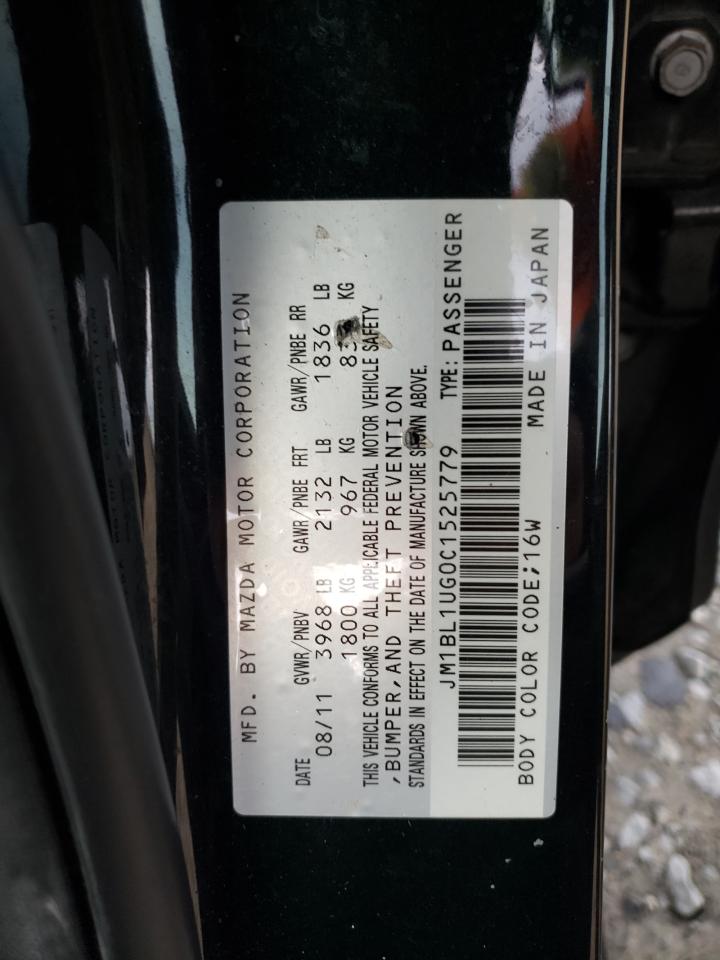 MFD. BY MAZDA MOTOR CORPORATION
DATE GVWR/PNBV GAWR/PNBE FRT GAWR/PNBE RR
08/11 3968 LB 2132 LB 1836 LB
1800 KG 967 KG KG
THIS VEHICLE CONFORMS TO ALL APPLICABLE FEDERAL MOTOR VEHICLE SAFETY
,BUMPER,AND THEFT PREVENTION
STANDARDS IN EFFECT ON THE DATE OF MANUFACTURE SHOWN ABOVE.
JM1BL1UG0C1525779 TYPE: PASSENGER
BODY COLOR CODE;16W MADE IN JAPAN